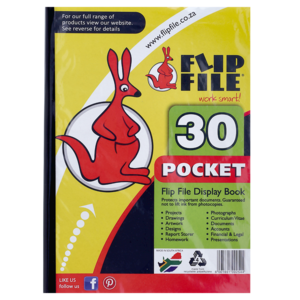 For our full range of
products view our website.
See reverse for details
www.flipfile.co.za
FLIP
FILE
work smart!
30
POCKET
Flip File Display Book
Protects important documents. Guaranteed
not to lift ink from photocopies.
• Projects
• Drawings
• Artwork
• Designs
• Report Storer
• Homework
• Photographs
• Curriculum Vitae
• Documents
• Accounts
• Financial & Legal
• Presentations
LIKE US
follow us